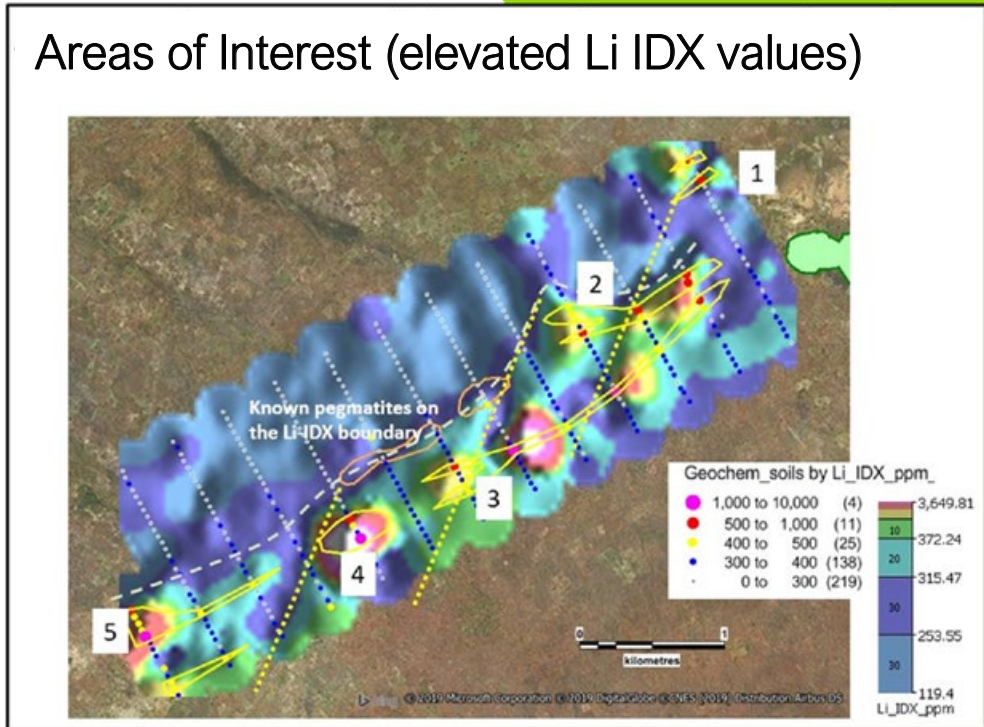 Areas of Interest (elevated Li IDX values)
1
2
Known pegmatites on
the Li-IDX boundary
3
4
5
Geochem_soils by Li_IDX_ppm_
1,000 to 10,000 (4)
500 to 1,000 (11)
400 to 500 (25)
300 to 400 (138)
0 to 300 (219)
3,649.81
10
372.24
20
315.47
30
253.55
30
119.4
Li_IDX_ppm
0 1
kilometres
© 2019 Microsoft Corporation © 2019 DigitalGlobe © CNES (2019) Distribution Airbus DS